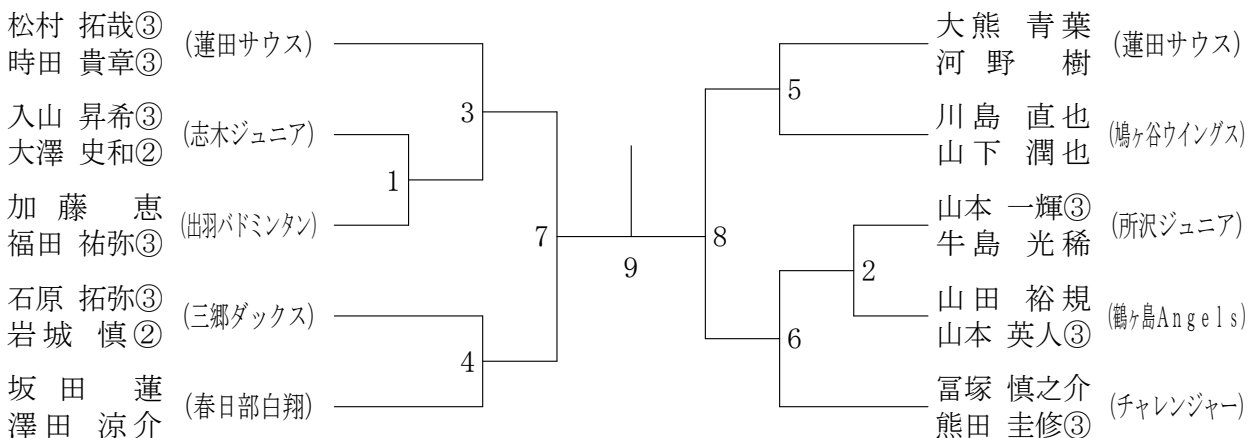 松村 拓哉③
時田 貴章③
(蓮田サウス)
入山 昇希③
大澤 史和②
(志木ジュニア)
加藤 恵
福田 祐弥③
(出羽バドミンタン)
石原 拓弥③
岩城 慎②
(三郷ダックス)
坂田 蓮
澤田 涼介
(春日部白翔)
3
1
7
4
9
8
5
2
6
大熊 青葉
河野 樹
(蓮田サウス)
川島 直也
山下 潤也
(鳩ヶ谷ウイングス)
山本 一輝③
牛島 光稀
(所沢ジュニア)
山田 裕規
山本 英人③
(鶴ヶ島Angels)
冨塚 慎之介
熊田 圭修③
(チャレンジャー)